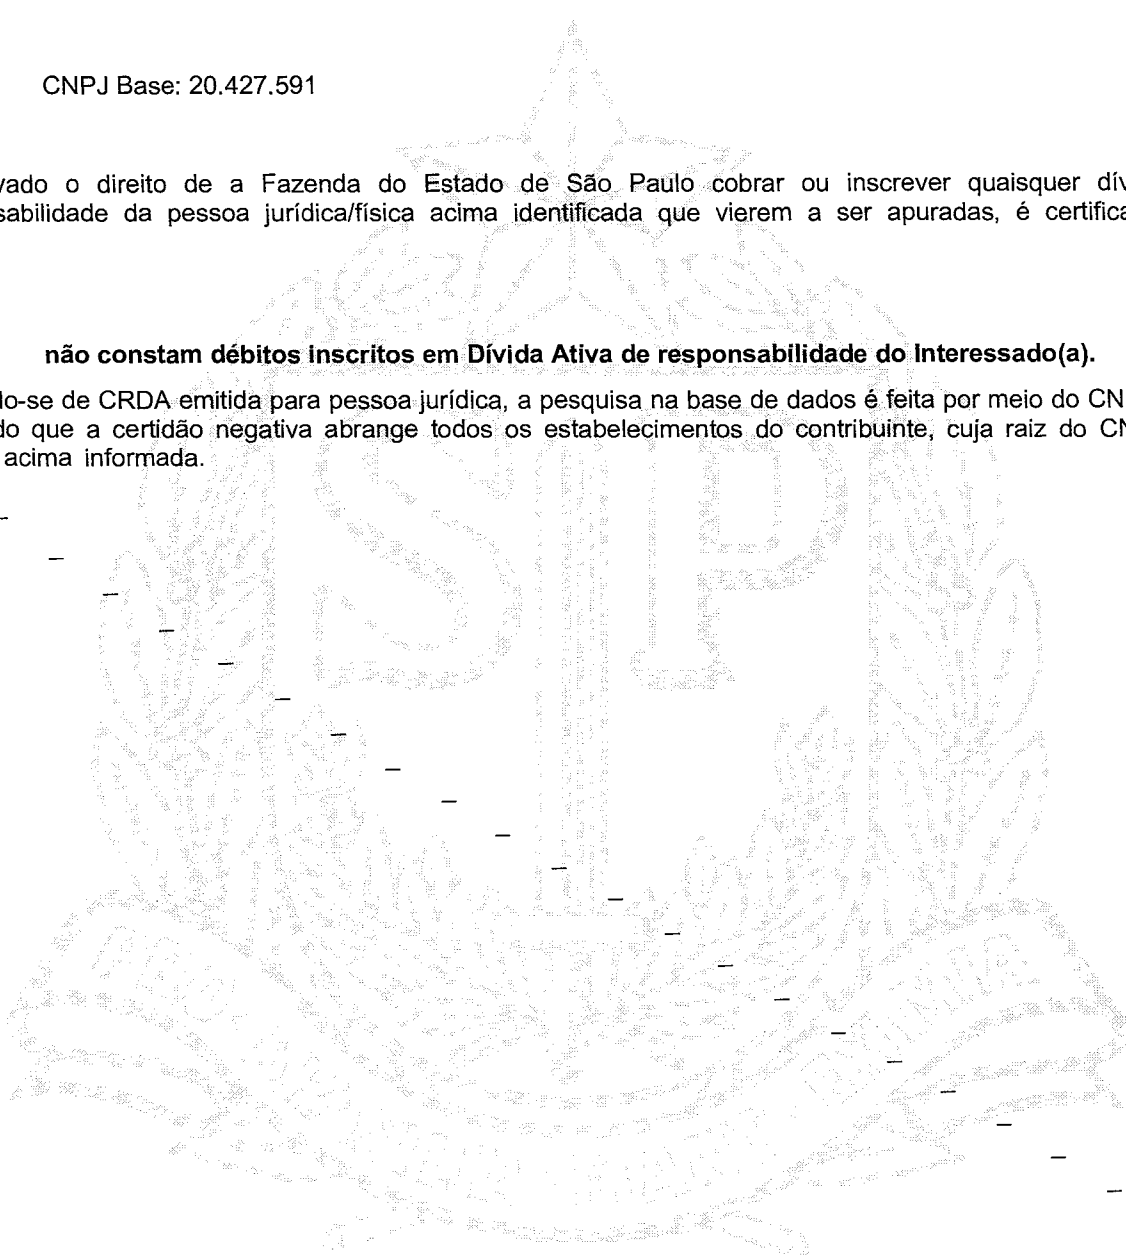 CNPJ Base: 20.427.591
vado o direito de a Fazenda do Estado de São Paulo cobrar ou inscrever quaisquer dív
sabilidade da pessoa jurídica/física acima identificada que vierem a ser apuradas, é certifica
não constam débitos inscritos em Dívida Ativa de responsabilidade do Interessado(a).
do-se de CRDA emitida para pessoa jurídica, a pesquisa na base de dados é feita por meio do CN
do que a certidão negativa abrange todos os estabelecimentos do contribuinte, cuja raiz do CN
acima informada.
SP